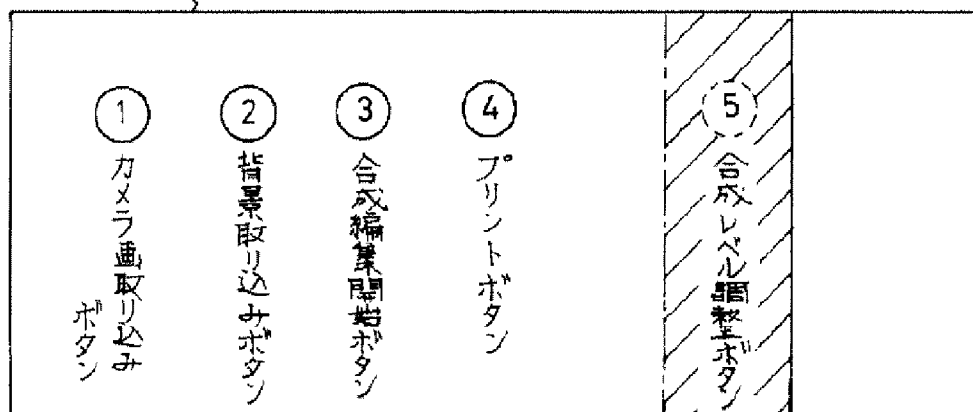 1
カメラ画取り込み
ボタン
2
背景取り込みボタン
3
合成編集開始ボタン
4
プリントボタン
5
合成レベル調整ボタン